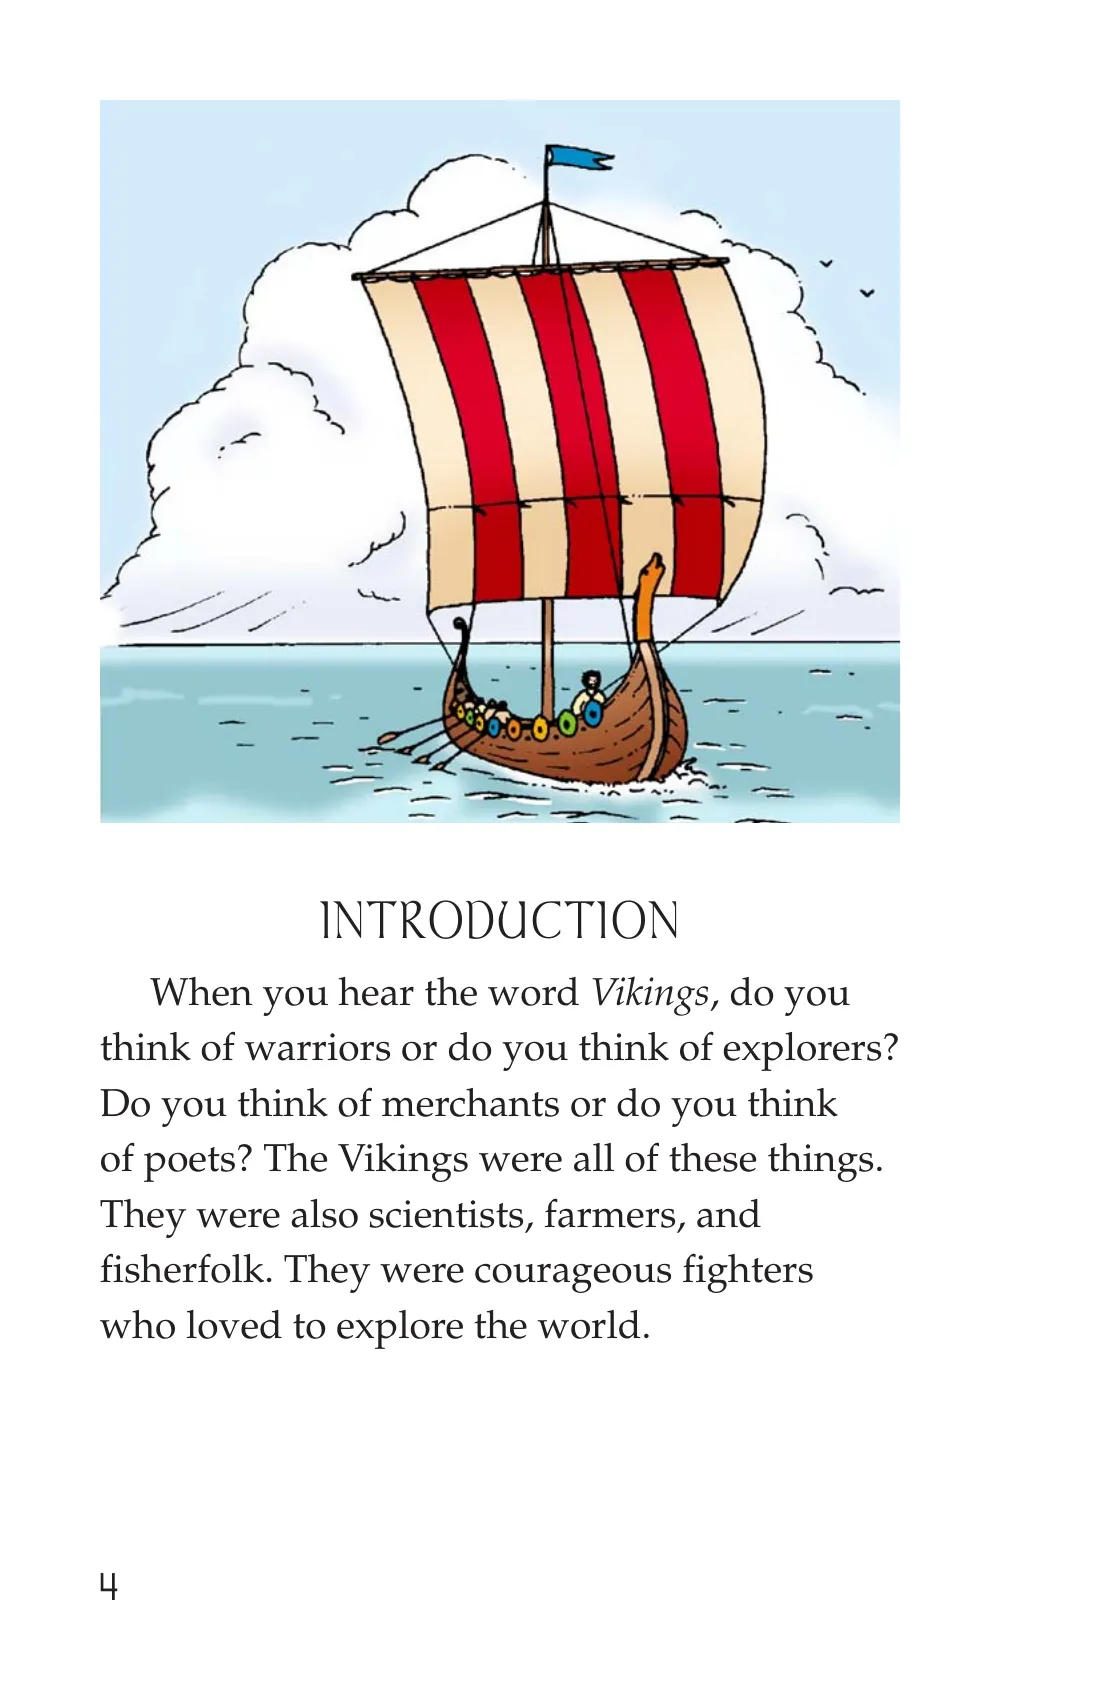 INTRODUCTION
When you hear the word Vikings, do you
think of warriors or do you think of explorers?
Do you think of merchants or do you think
of poets? The Vikings were all of these things.
They were also scientists, farmers, and
fisherfolk. They were courageous fighters
who loved to explore the world.
4